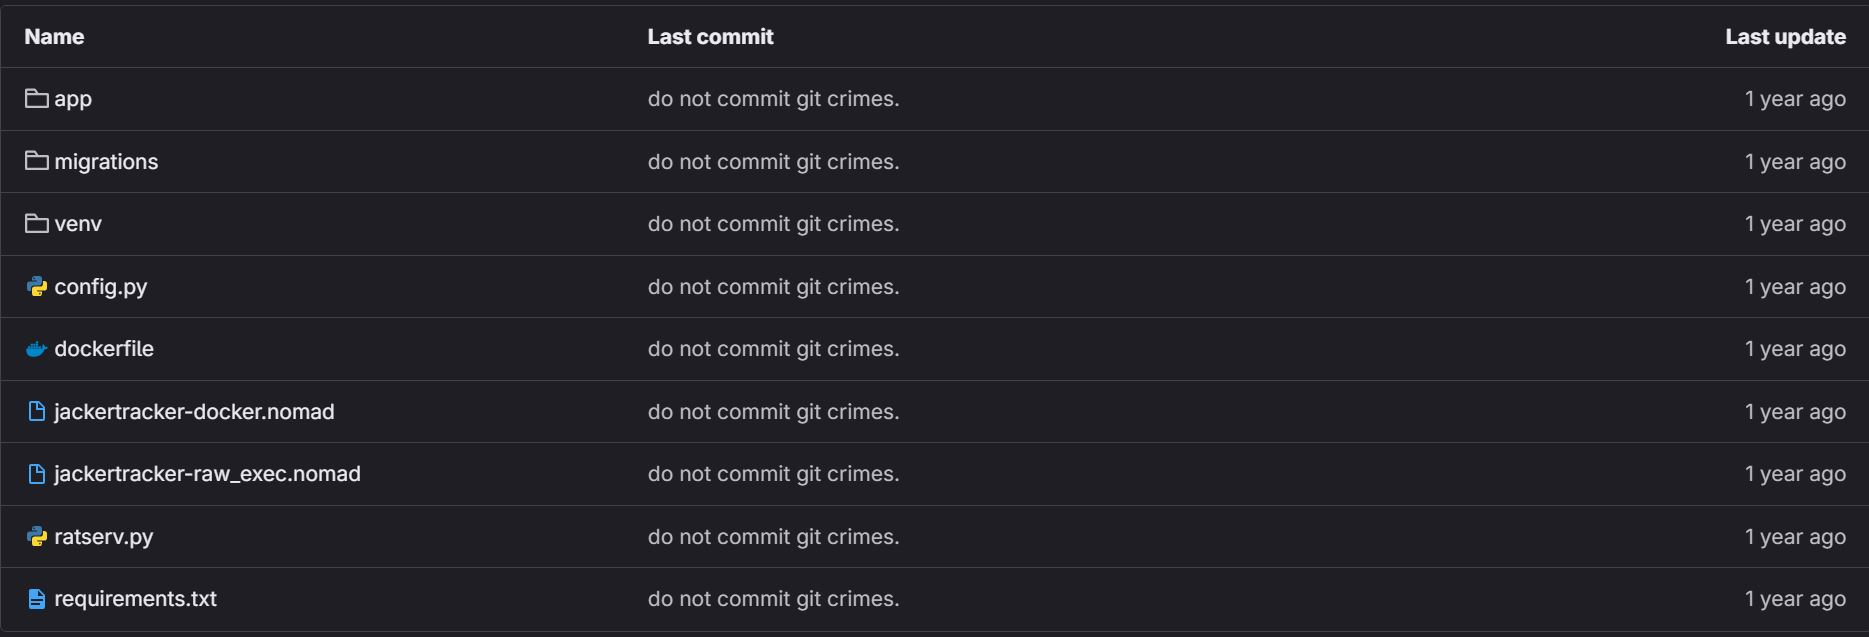 Name Last commit Last update
app do not commit git crimes. 1 year ago
migrations do not commit git crimes. 1 year ago
venv do not commit git crimes. 1 year ago
config.py do not commit git crimes. 1 year ago
dockerfile do not commit git crimes. 1 year ago
jackertracker-docker.nomad do not commit git crimes. 1 year ago
jackertracker-raw_exec.nomad do not commit git crimes. 1 year ago
ratserv.py do not commit git crimes. 1 year ago
requirements.txt do not commit git crimes. 1 year ago